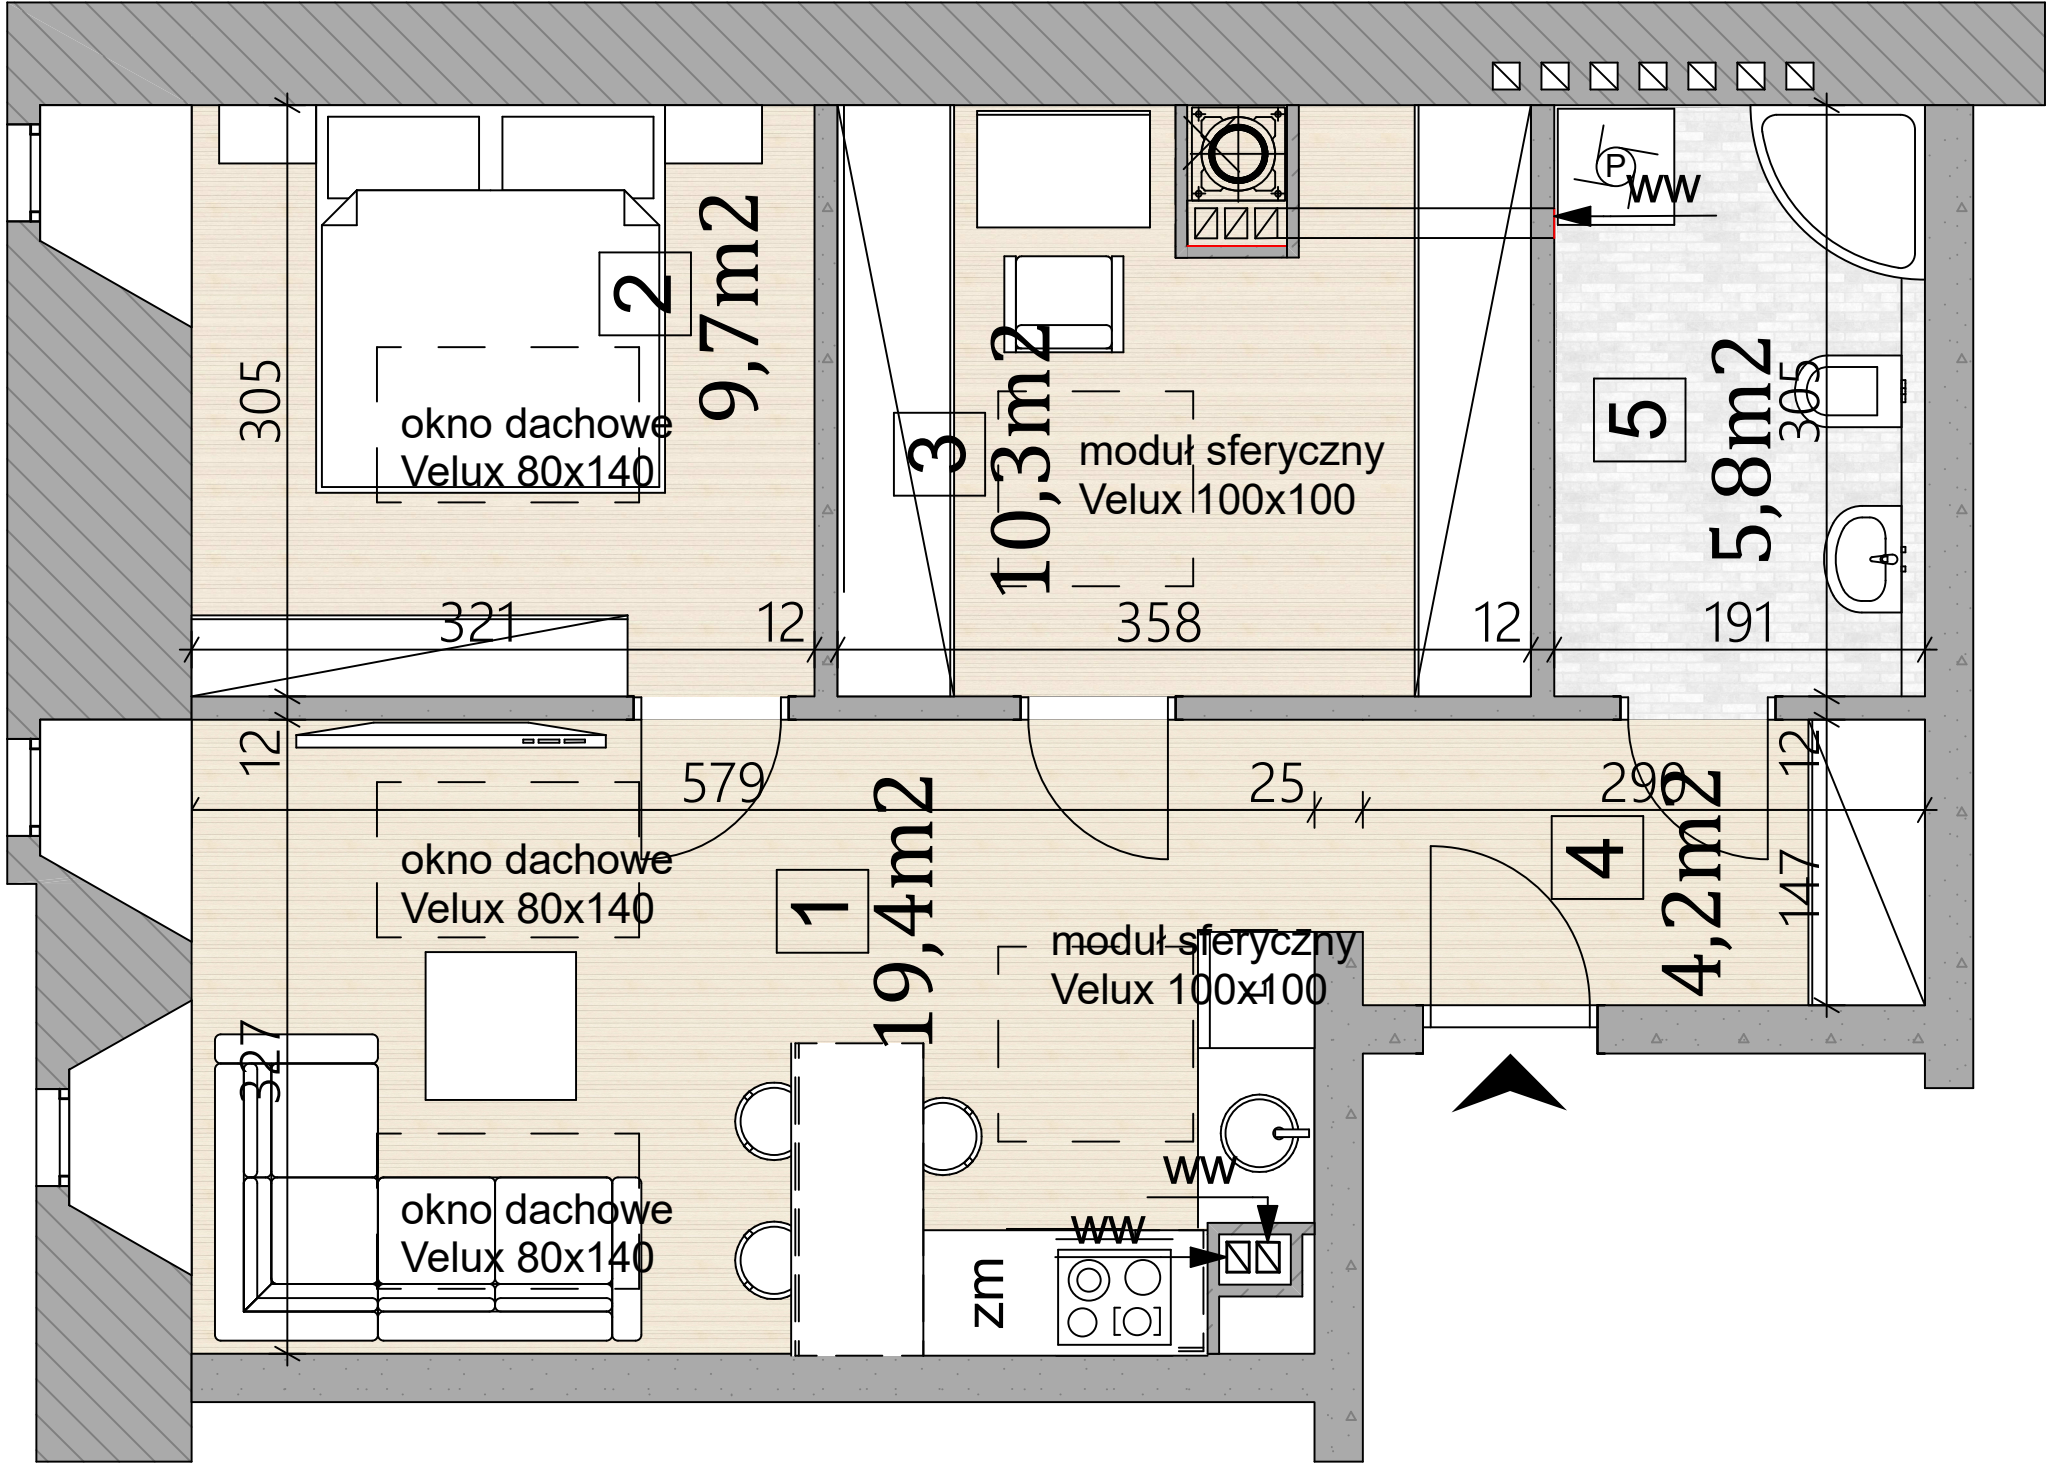 P
ww
2
9,7m2
305
okno dachowe
Velux 80x140
3
10,3m2
moduł sferyczny
Velux 100x100
5
5,8m2
305
321
12
358
12
191
12
579
25
299
12
okno dachowe
Velux 80x140
1
19,4m2
4
4,2m2
147
moduł sferyczny
Velux 100x100
327
ww
okno dachowe
Velux 80x140
ww
zm